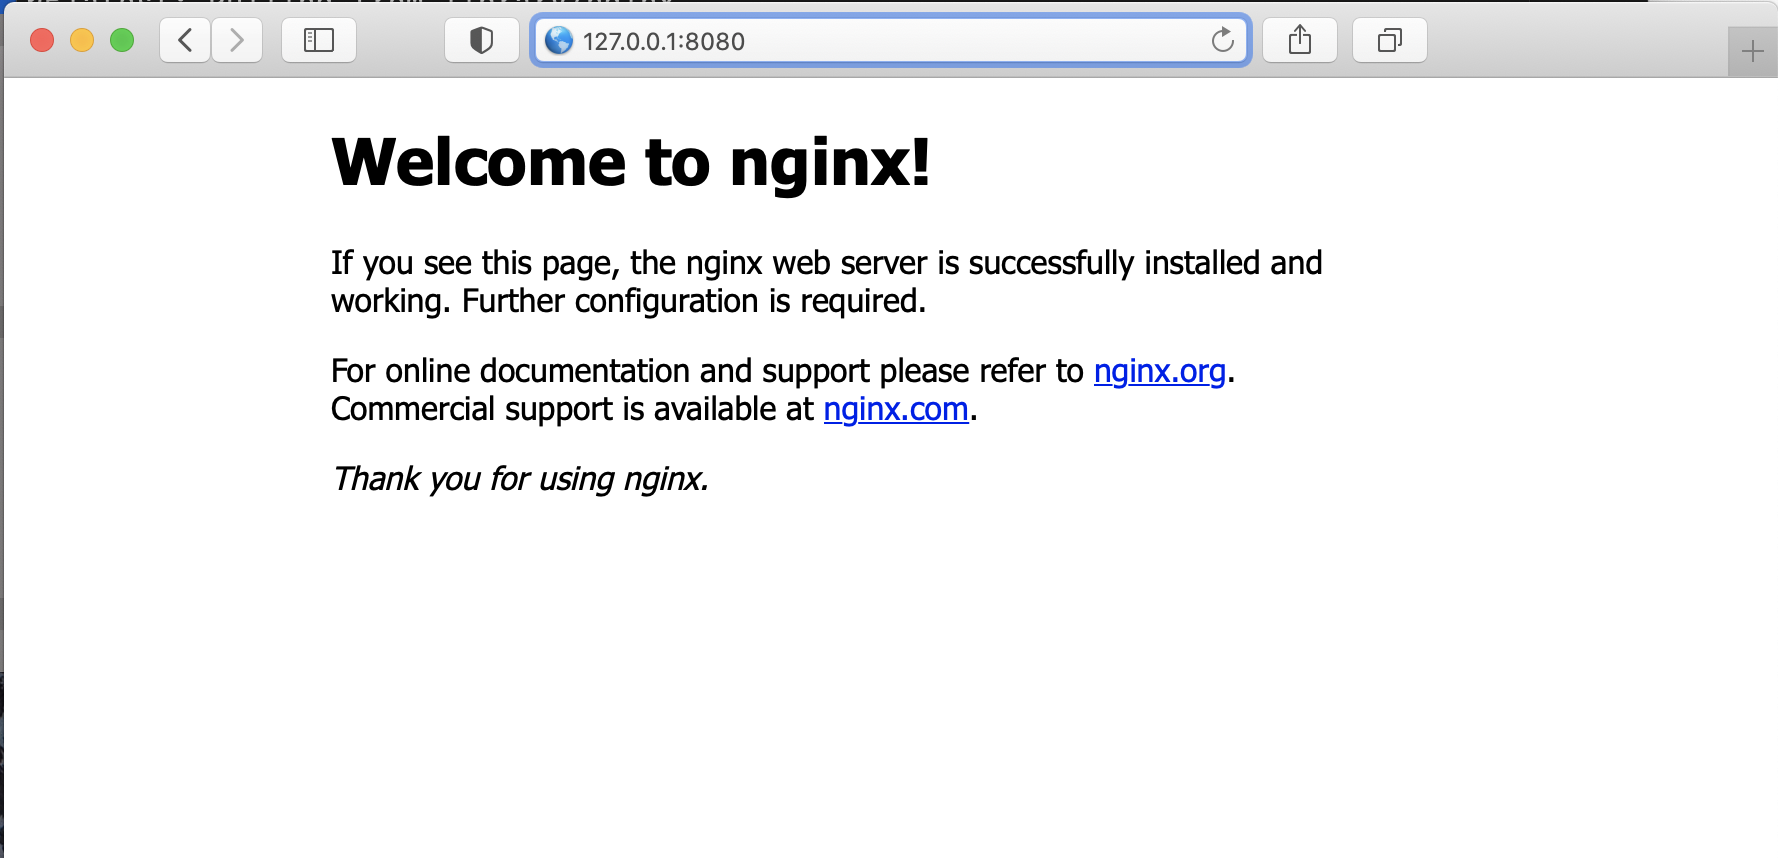 127.0.0.1:8080
Welcome to nginx!
If you see this page, the nginx web server is successfully installed and
working. Further configuration is required.
For online documentation and support please refer to nginx.org.
Commercial support is available at nginx.com.
Thank you for using nginx.